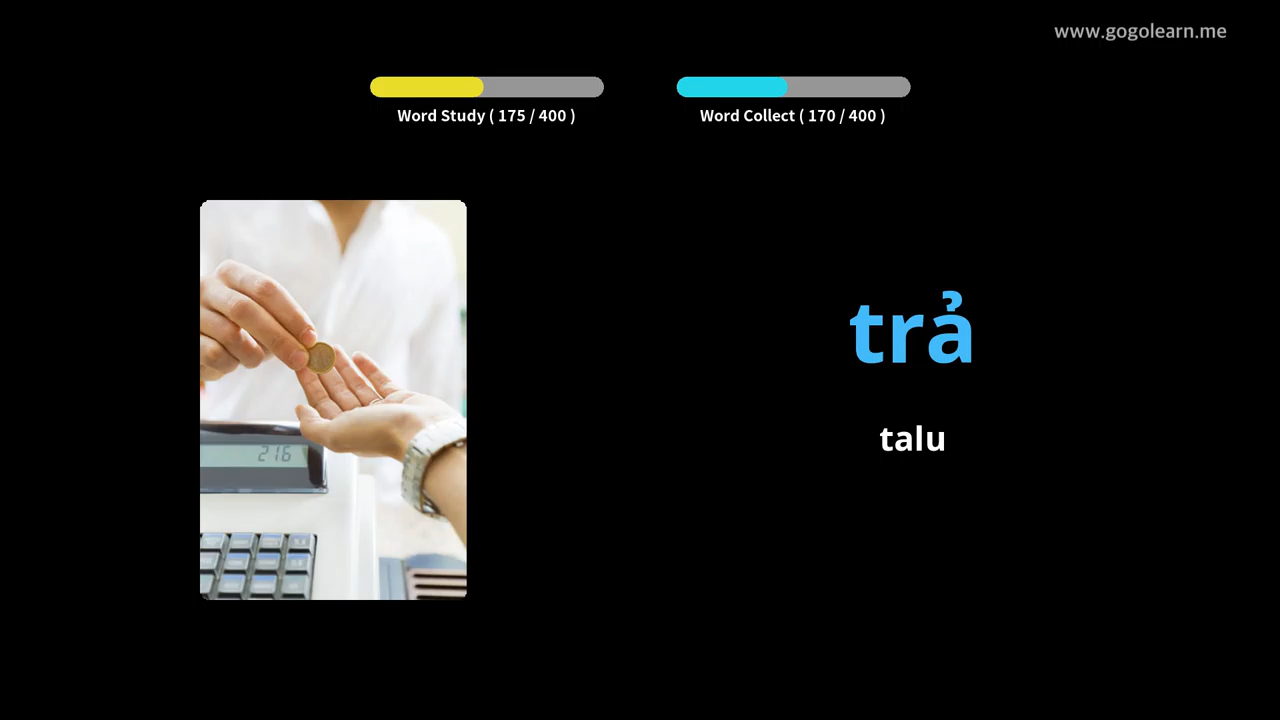 www.gogolearn.me
Word Study ( 175 / 400 )
Word Collect ( 170 / 400 )
trả
talu
216